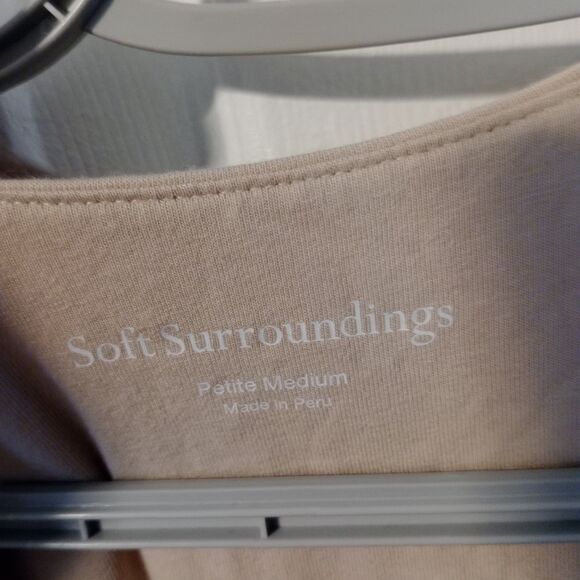 Soft Surroundings
Petite Medium
Made in Peru